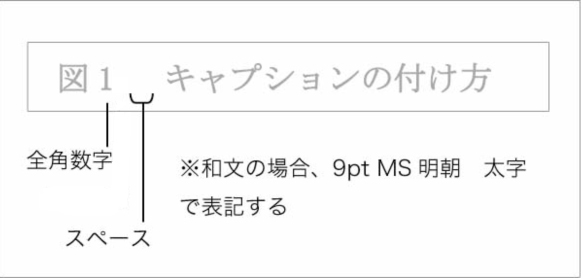 図１　キャプションの付け方
全角数字
スペース
※和文の場合、9pt MS 明朝　太字
で表記する